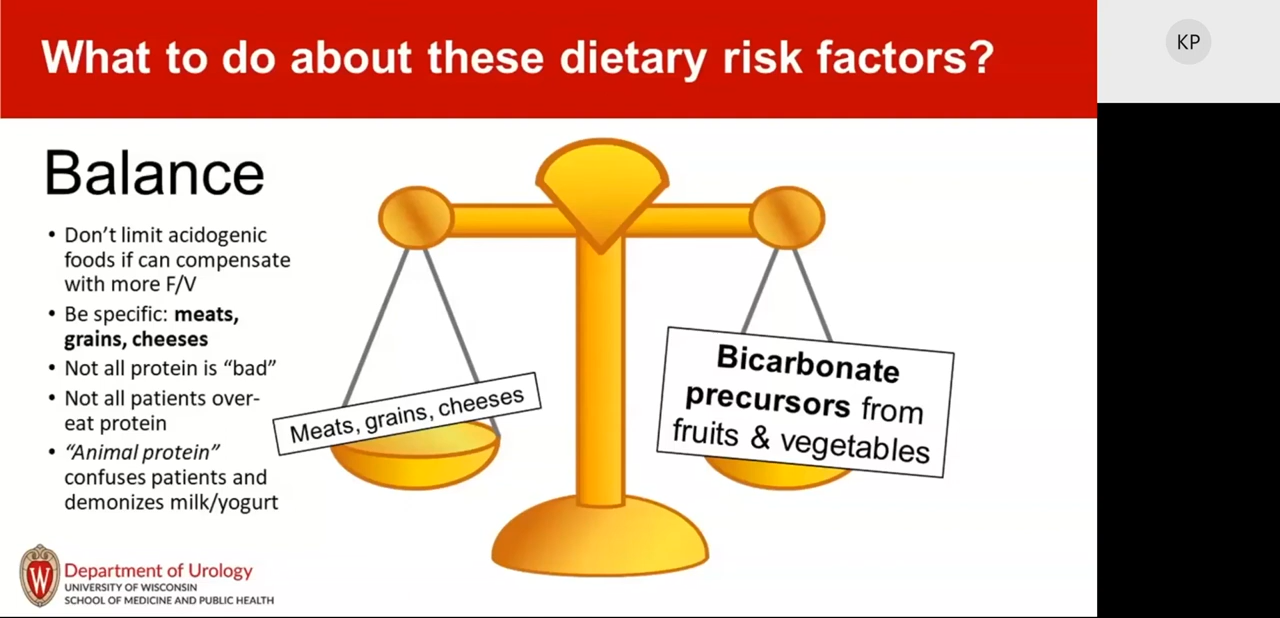 What to do about these dietary risk factors?
KP
Balance
• Don’t limit acidogenic
foods if can compensate
with more F/V
• Be specific: meats,
grains, cheeses
• Not all protein is “bad”
• Not all patients over-
eat protein
• “Animal protein”
confuses patients and
demonizes milk/yogurt
Meats, grains, cheeses
Bicarbonate
precursors from
fruits & vegetables
W
Department of Urology
UNIVERSITY OF WISCONSIN
SCHOOL OF MEDICINE AND PUBLIC HEALTH